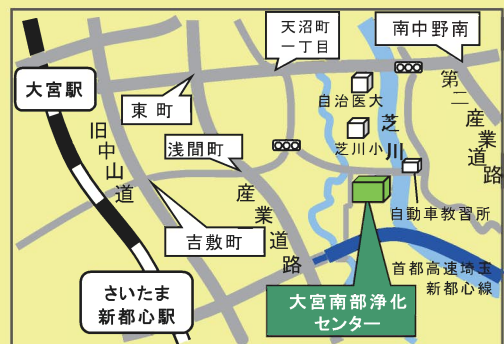 天沼町
一丁目
南中野南
大宮駅
東町
自治医大
第二産業道路
旧中山道
浅間町
芝川小
芝川
産業道路
自動車教習所
吉敷町
首都高速埼玉
新都心線
さいたま
新都心駅
大宮南部浄化
センター